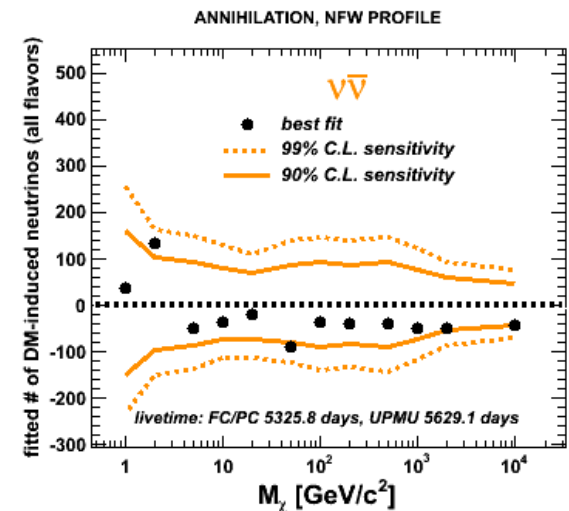 ANNIHILATION, NFW PROFILE
fitted # of DM-induced neutrinos (all flavors)
500
400
300
200
100
0
-100
-200
-300
νν̅
best fit
99% C.L. sensitivity
90% C.L. sensitivity
livetime: FC/PC 5325.8 days, UPMU 5629.1 days
1 10 10² 10³ 10⁴
Mχ [GeV/c²]